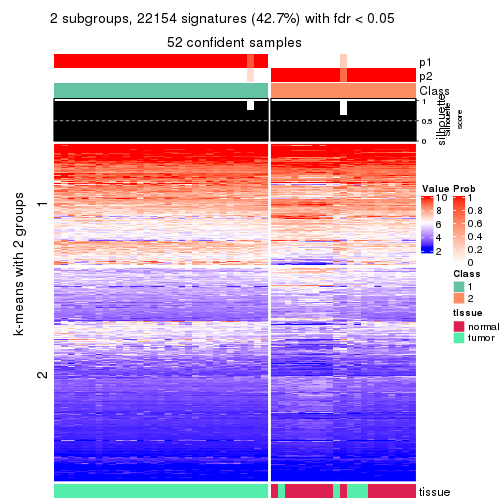 2 subgroups, 22154 signatures (42.7%) with fdr < 0.05
52 confident samples
p1
p2
Class
1
0.5
0
silhouette
score
k-means with 2 groups
1
2
Value
10
8
6
4
2
Prob
1
0.8
0.6
0.4
0.2
0
Class
1
2
tissue
normal
tumor
tissue